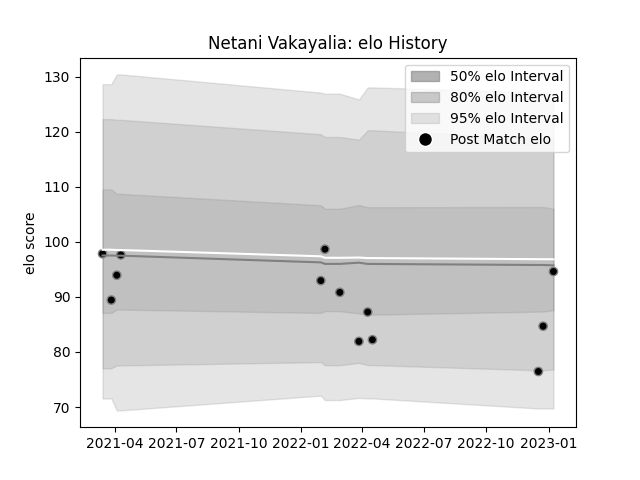 Netani Vakayalia: elo History
50% elo Interval
80% elo Interval
95% elo Interval
Post Match elo
elo score
130
120
110
100
90
80
70
2021-04 2021-07 2021-10 2022-01 2022-04 2022-07 2022-10 2023-01